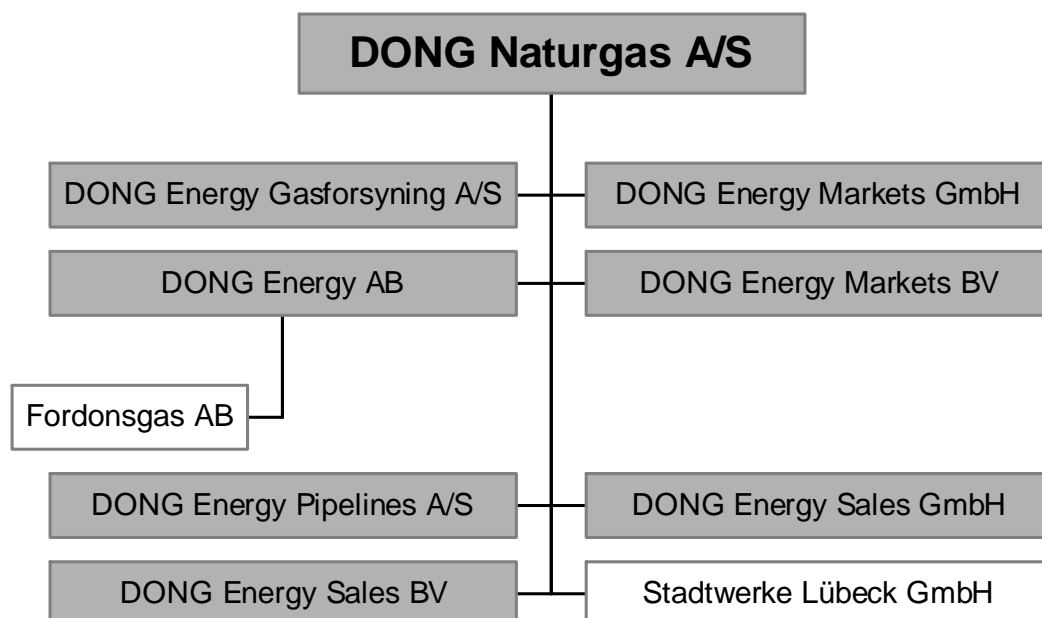 DONG Naturgas A/S
DONG Energy Gasforsyning A/S
DONG Energy Markets GmbH
DONG Energy AB
DONG Energy Markets BV
Fordonsgas AB
DONG Energy Pipelines A/S
DONG Energy Sales GmbH
DONG Energy Sales BV
Stadtwerke Lübeck GmbH